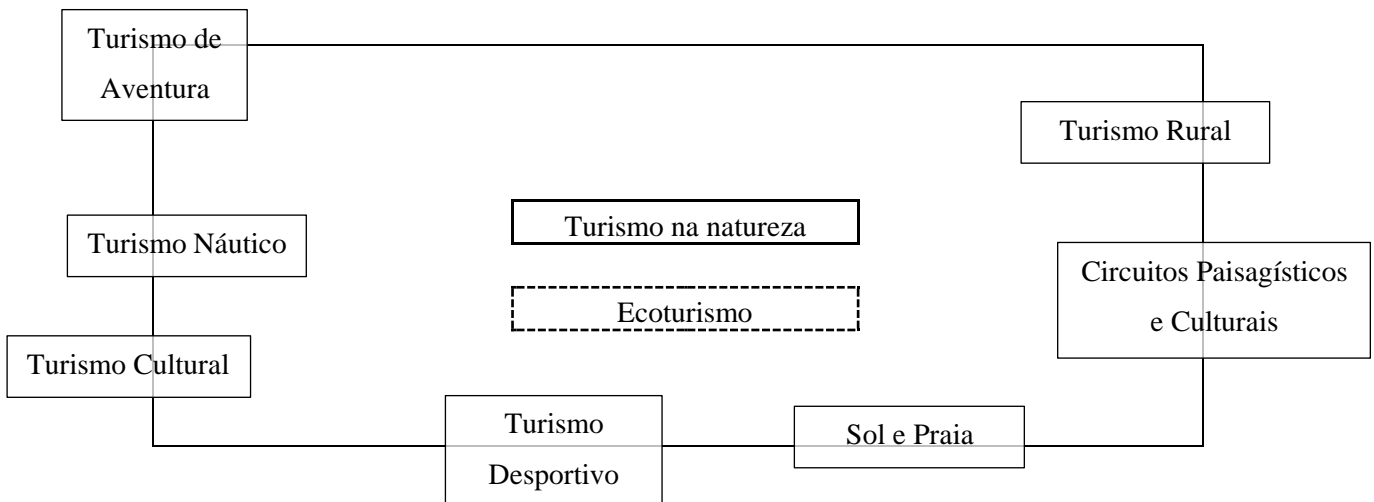 Turismo de
Aventura
Turismo Rural
Turismo Náutico
Turismo na natureza
Circuitos Paisagísticos
e Culturais
Ecoturismo
Turismo Cultural
Turismo
Desportivo
Sol e Praia